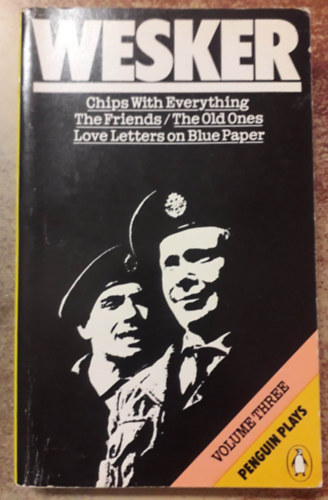 WESKER
Chips With Everything
The Friends / The Old Ones
Love Letters on Blue Paper
VOLUME THREE
PENGUIN PLAYS